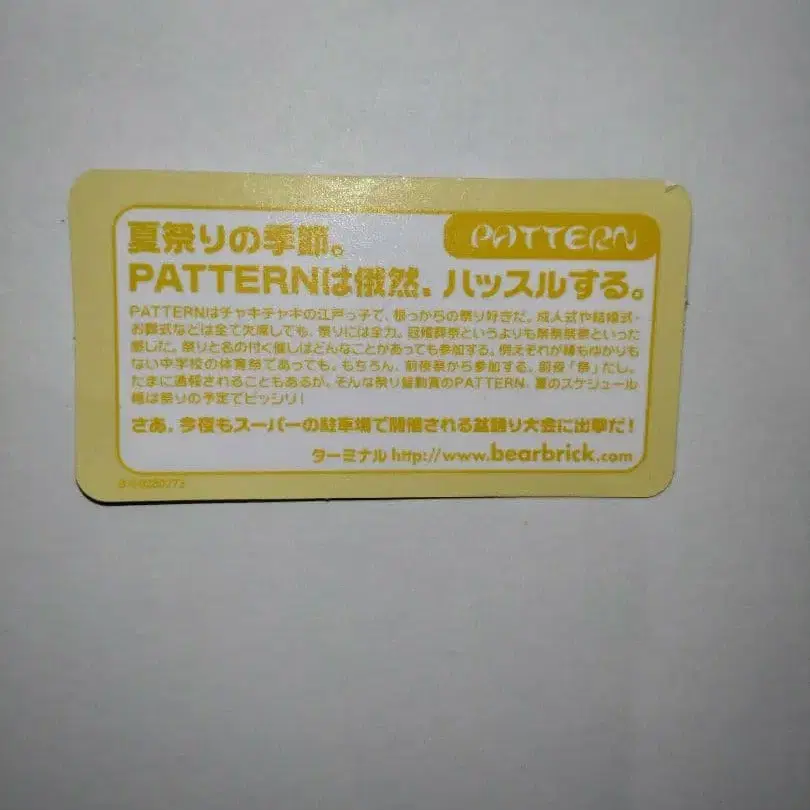 夏祭りの季節。
PATTERN
PATTERNは俄然、ハッスルする。
PATTERNはチャキチャキの江戸っ子で、根っからの祭り好きだ。成人式や結婚式・
お葬式などは全て欠席しても、祭りには全力。冠婚葬祭というよりも祭祭祭祭といった
感じだ。祭りと名の付く催しはどんなことがあっても参加する。例えそれが縁もゆかりも
ない中学校の体育祭であっても。もちろん、前夜祭から参加する。前夜「祭」だし。
たまに通報されることもあるが、そんな祭り皆勤賞のPATTERN、夏のスケジュール
帳は祭りの予定でビッシリ!
さあ、今夜もスーパーの駐車場で開催される盆踊り大会に出撃だ!
ターミナル http://www.bearbrick.com